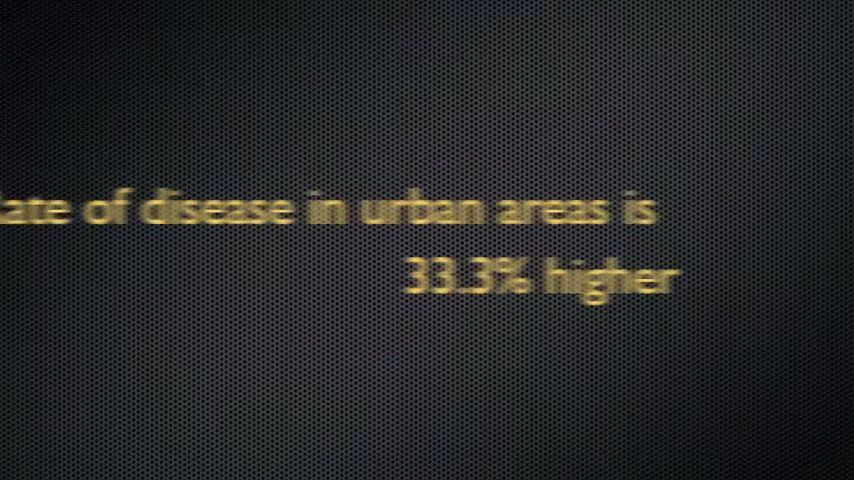 of disease in urban areas is
33.3% higher